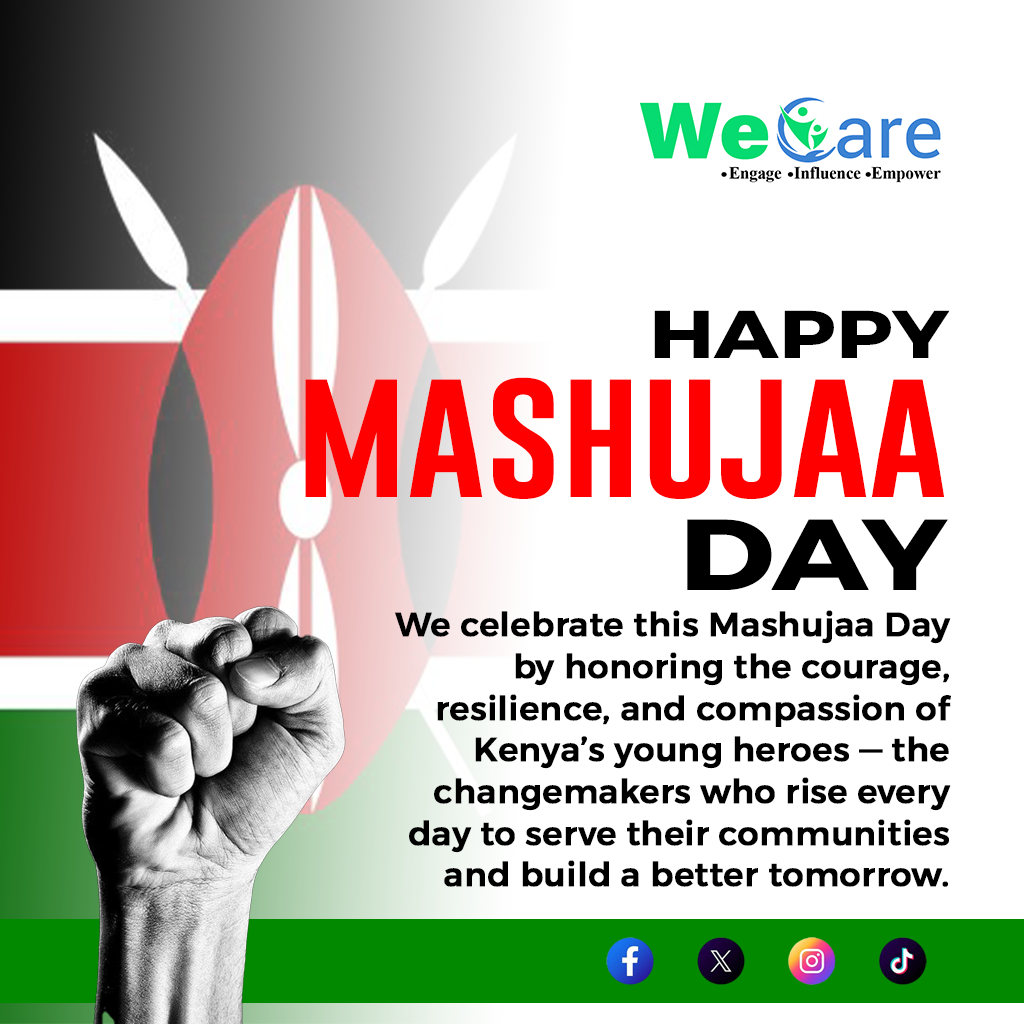 WeCare
•Engage •Influence •Empower
HAPPY
MASHUJAA
DAY
We celebrate this Mashujaa Day
by honoring the courage,
resilience, and compassion of
Kenya’s young heroes — the
changemakers who rise every
day to serve their communities
and build a better tomorrow.